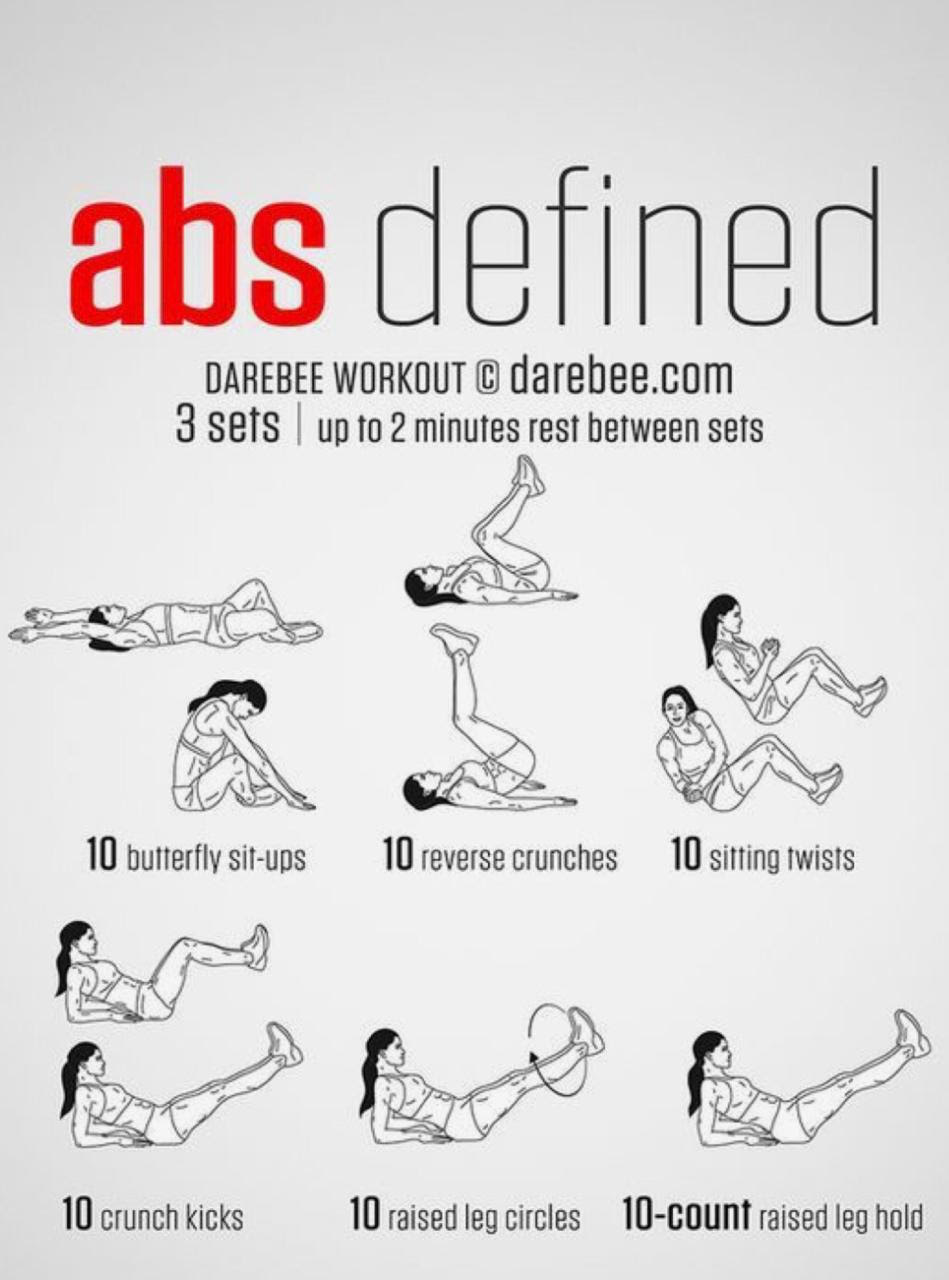 abs defined
DAREBEE WORKOUT © darebee.com
3 sets | up to 2 minutes rest between sets
10 butterfly sit-ups
10 reverse crunches
10 sitting twists
10 crunch kicks
10 raised leg circles
10-count raised leg hold